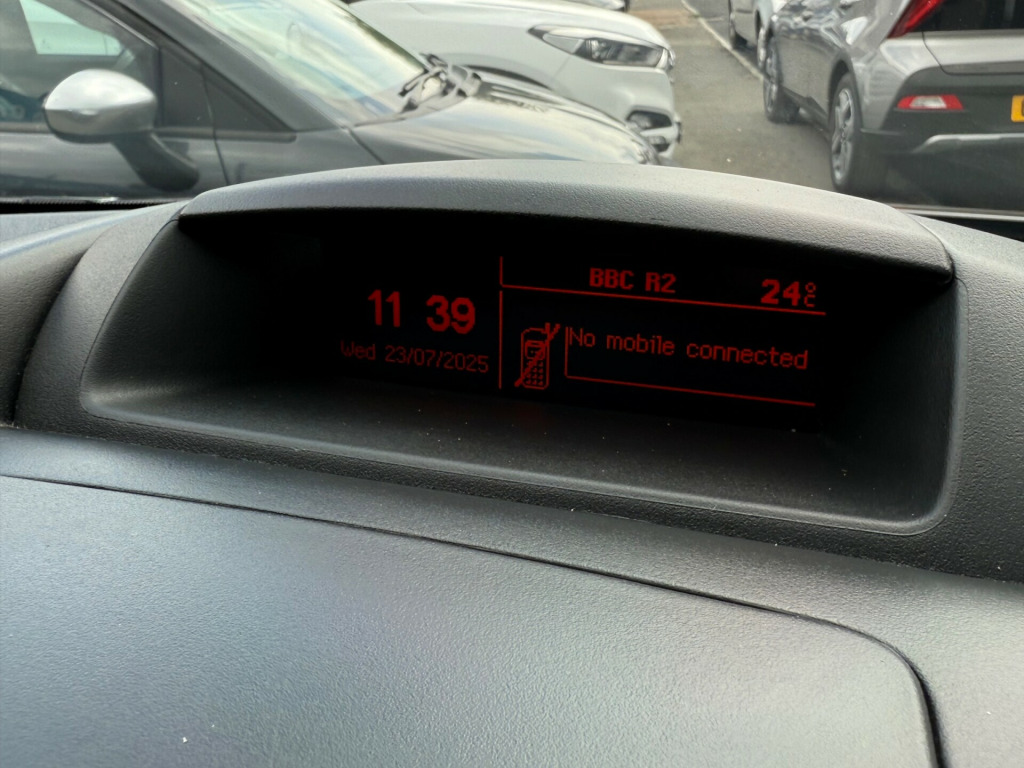 11 39
Wed 23/07/2025
BBC R2
24°C
No mobile connected